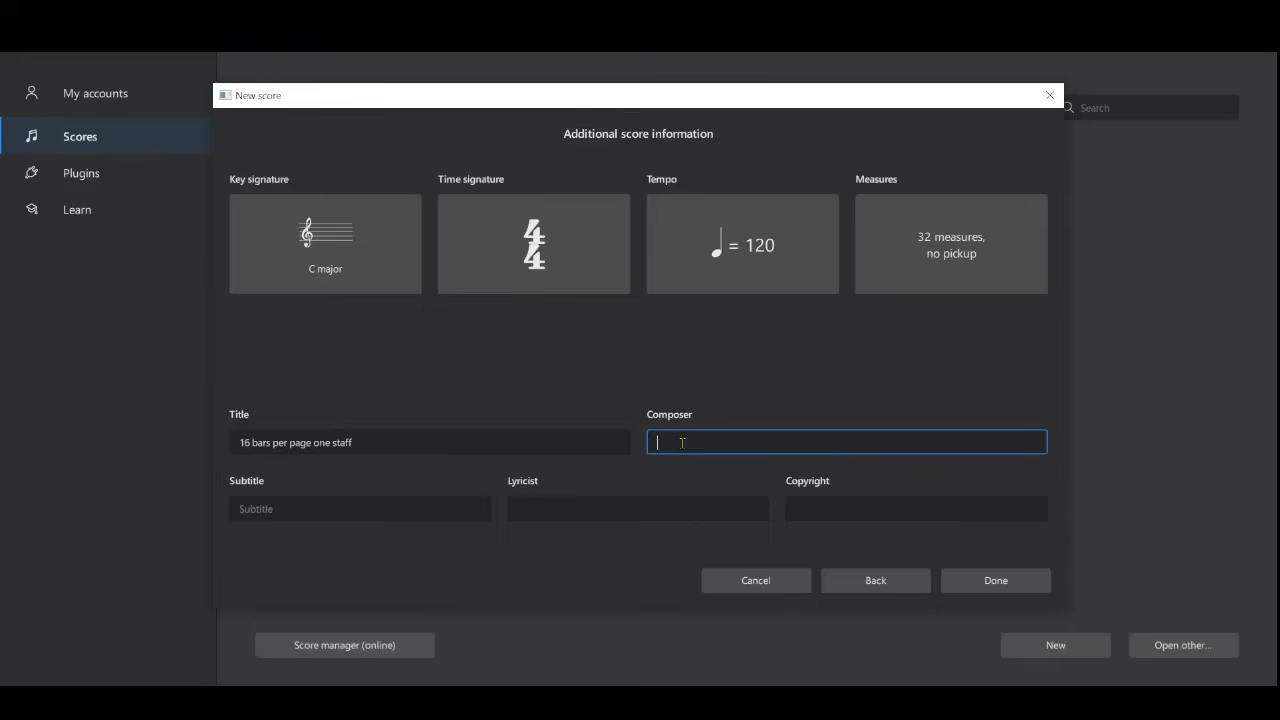 My accounts
Scores
Plugins
Learn
New score
Search
Additional score information
Key signature
Time signature
Tempo
Measures
C major
4
4
= 120
32 measures,
no pickup
Title
Composer
16 bars per page one staff
Subtitle
Lyricist
Copyright
Subtitle
Cancel
Back
Done
Score manager (online)
New
Open other...